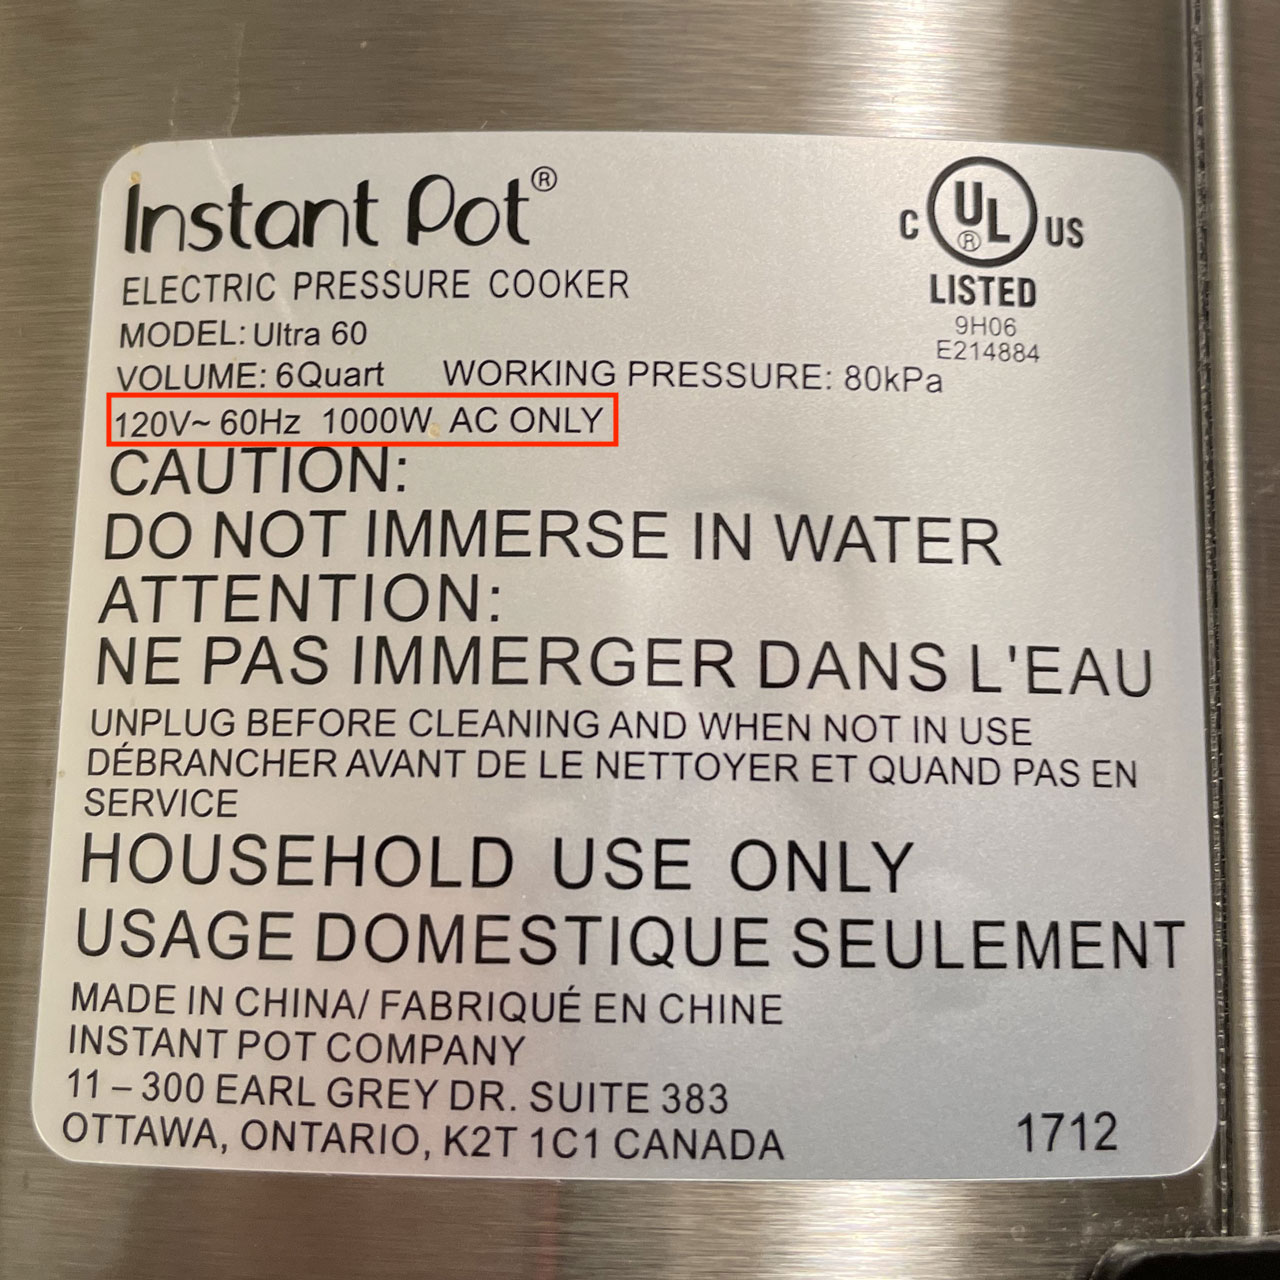 Instant Pot®
ELECTRIC PRESSURE COOKER
MODEL: Ultra 60
VOLUME: 6Quart WORKING PRESSURE: 80kPa
120V~ 60Hz 1000W AC ONLY
C UL® US
LISTED
9H06
E214884
CAUTION:
DO NOT IMMERSE IN WATER
ATTENTION:
NE PAS IMMERGER DANS L'EAU
UNPLUG BEFORE CLEANING AND WHEN NOT IN USE
DÉBRANCHER AVANT DE LE NETTOYER ET QUAND PAS EN
SERVICE
HOUSEHOLD USE ONLY
USAGE DOMESTIQUE SEULEMENT
MADE IN CHINA/ FABRIQUÉ EN CHINE
INSTANT POT COMPANY
11 – 300 EARL GREY DR. SUITE 383
OTTAWA, ONTARIO, K2T 1C1 CANADA
1712